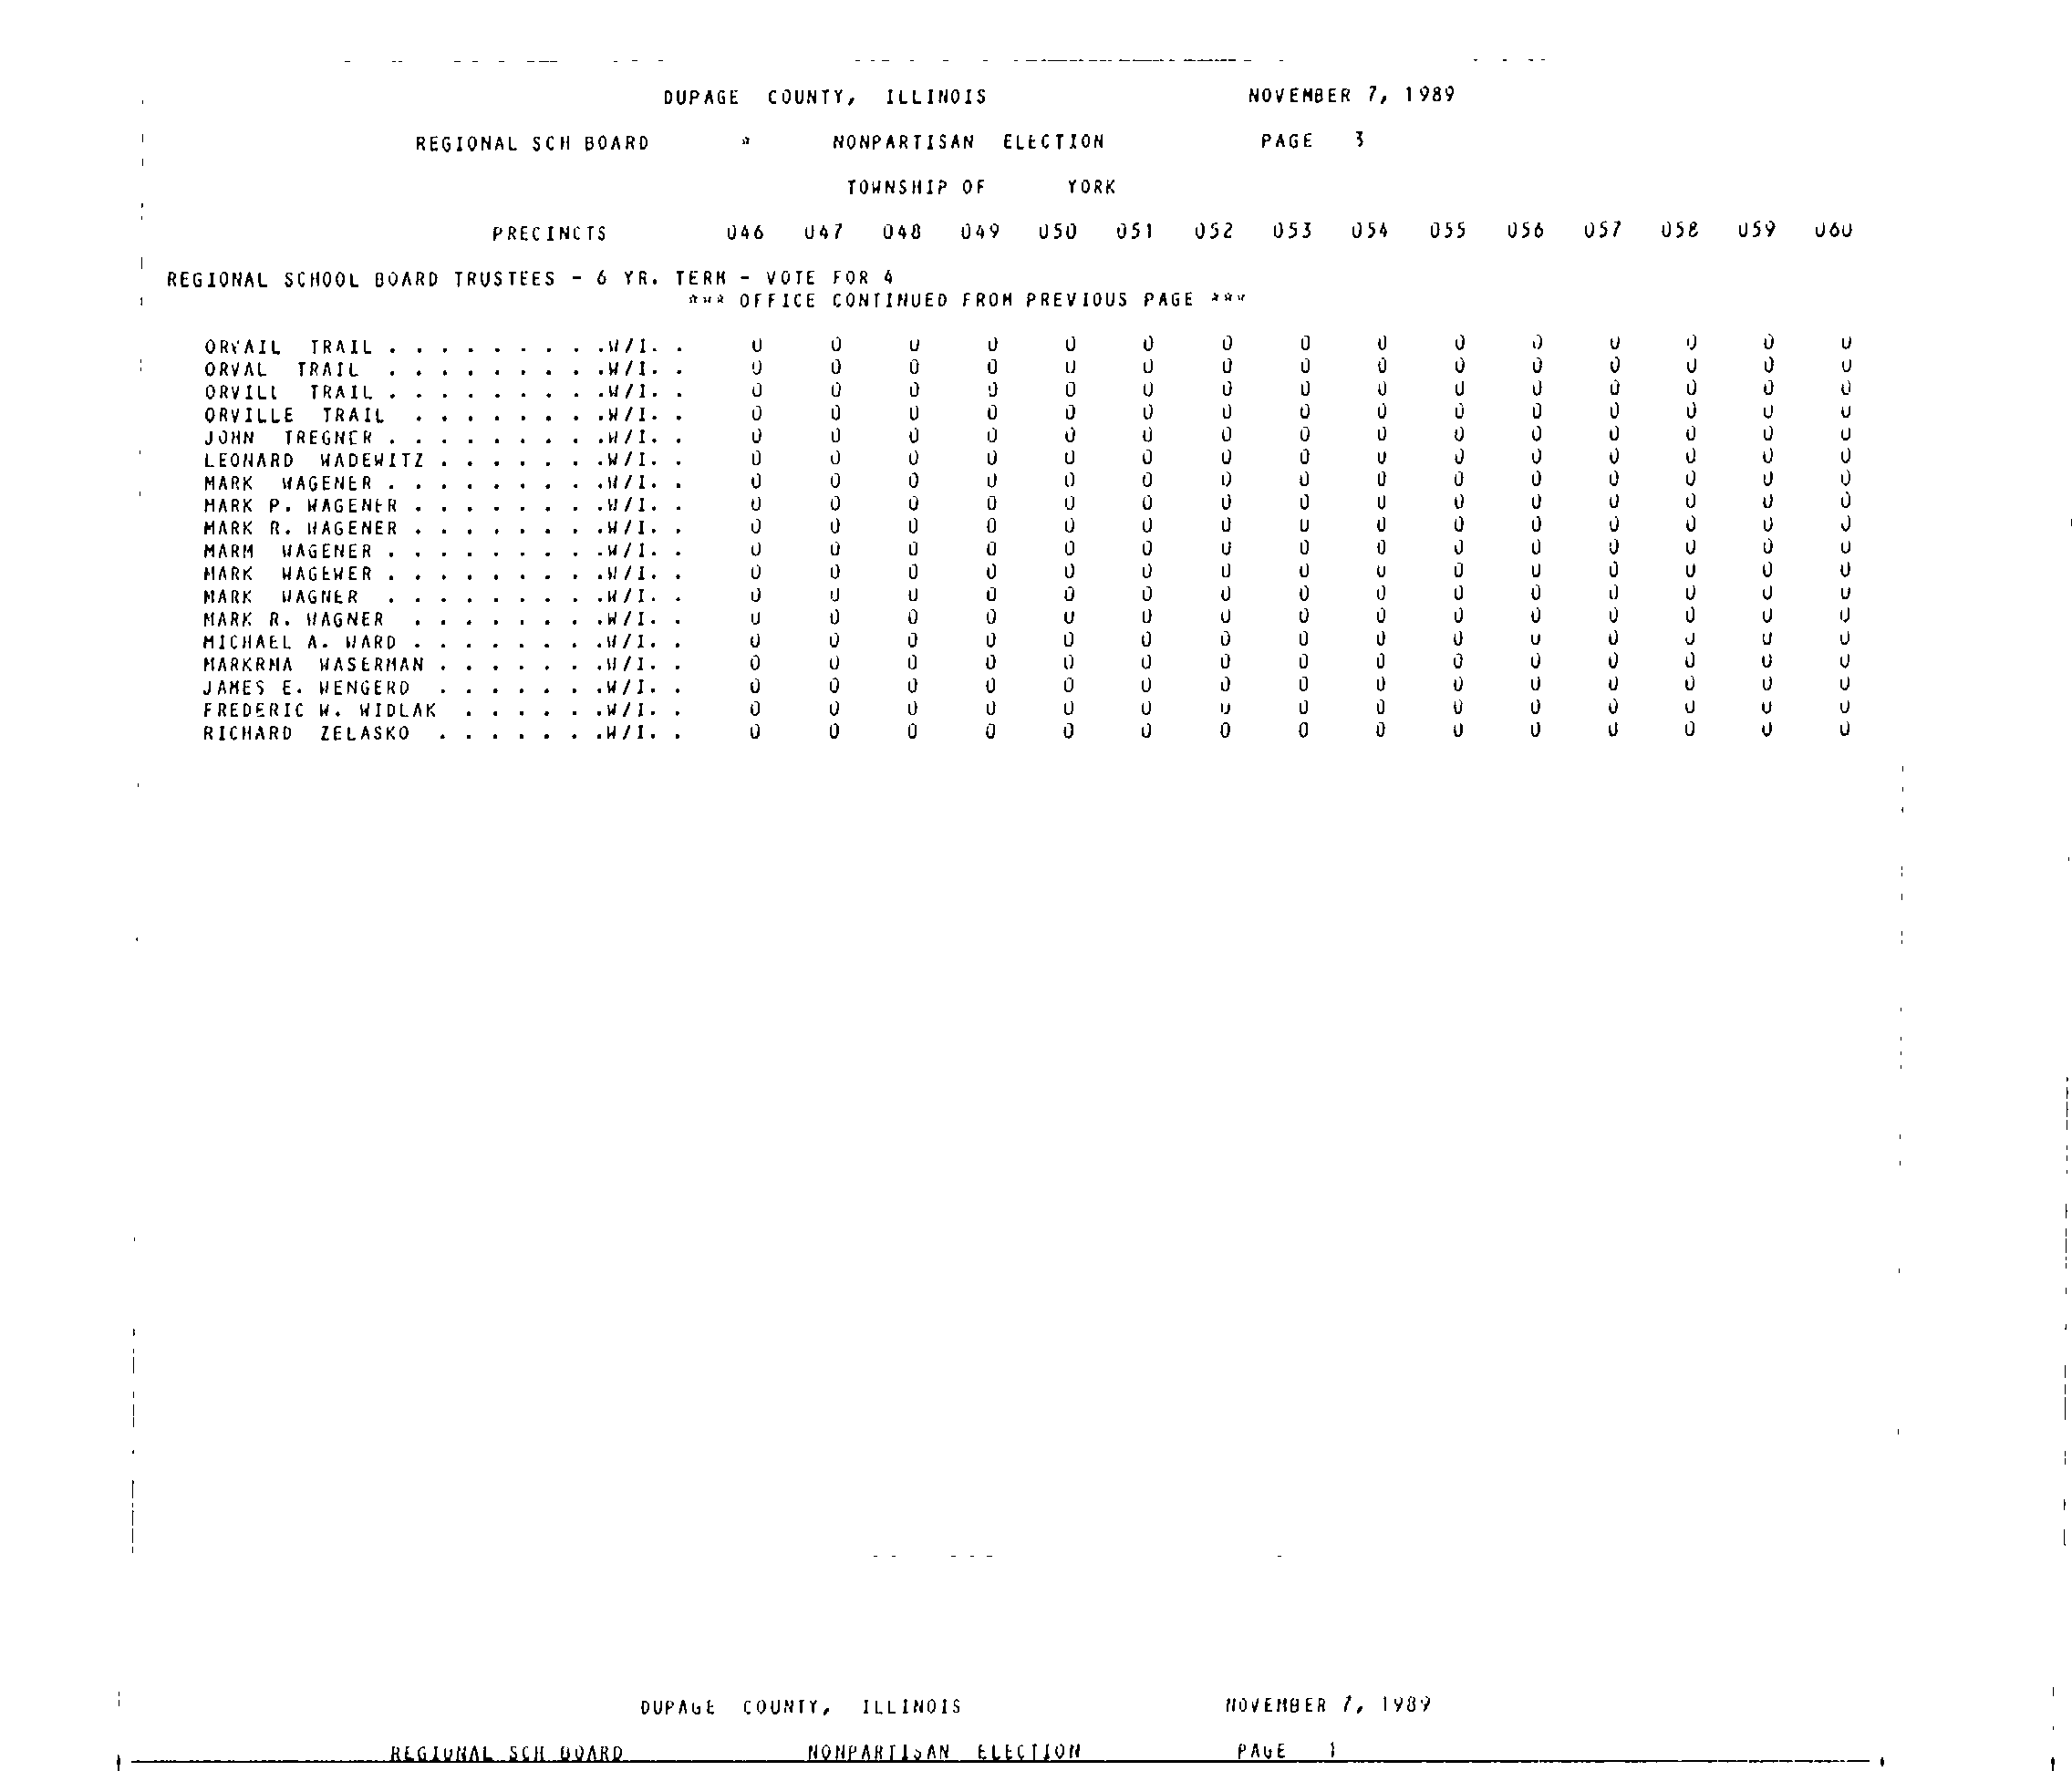 DUPAGE COUNTY, ILLINOIS NOVEMBER 7, 1989
REGIONAL SCH BOARD * NONPARTISAN ELECTION PAGE 3
TOWNSHIP OF YORK
PRECINCTS 046 047 048 049 050 051 052 053 054 055 056 057 058 059 060
REGIONAL SCHOOL BOARD TRUSTEES - 6 YR. TERM - VOTE FOR 4
*** OFFICE CONTINUED FROM PREVIOUS PAGE ***
ORVAIL TRAIL . . . . . . . . .W/I. . 0 0 0 0 0 0 0 0 0 0 0 0 0 0 0
ORVAL TRAIL . . . . . . . . .W/I. . 0 0 0 0 0 0 0 0 0 0 0 0 0 0 0
ORVILL TRAIL . . . . . . . . .W/I. . 0 0 0 0 0 0 0 0 0 0 0 0 0 0 0
ORVILLE TRAIL . . . . . . . .W/I. . 0 0 0 0 0 0 0 0 0 0 0 0 0 0 0
JOHN TREGNER . . . . . . . . .W/I. . 0 0 0 0 0 0 0 0 0 0 0 0 0 0 0
LEONARD WADEWITZ . . . . . . .W/I. . 0 0 0 0 0 0 0 0 0 0 0 0 0 0 0
MARK WAGENER . . . . . . . . .W/I. . 0 0 0 0 0 0 0 0 0 0 0 0 0 0 0
MARK P. WAGENER . . . . . . . .W/I. . 0 0 0 0 0 0 0 0 0 0 0 0 0 0 0
MARK R. WAGENER . . . . . . . .W/I. . 0 0 0 0 0 0 0 0 0 0 0 0 0 0 0
MARM WAGENER . . . . . . . . .W/I. . 0 0 0 0 0 0 0 0 0 0 0 0 0 0 0
MARK WAGEWER . . . . . . . . .W/I. . 0 0 0 0 0 0 0 0 0 0 0 0 0 0 0
MARK WAGNER . . . . . . . . .W/I. . 0 0 0 0 0 0 0 0 0 0 0 0 0 0 0
MARK R. WAGNER . . . . . . . .W/I. . 0 0 0 0 0 0 0 0 0 0 0 0 0 0 0
MICHAEL A. WARD . . . . . . . .W/I. . 0 0 0 0 0 0 0 0 0 0 0 0 0 0 0
MARKRMA WASERMAN . . . . . . .W/I. . 0 0 0 0 0 0 0 0 0 0 0 0 0 0 0
JAMES E. WENGERD . . . . . . .W/I. . 0 0 0 0 0 0 0 0 0 0 0 0 0 0 0
FREDERIC W. WIDLAK . . . . . .W/I. . 0 0 0 0 0 0 0 0 0 0 0 0 0 0 0
RICHARD ZELASKO . . . . . . .W/I. . 0 0 0 0 0 0 0 0 0 0 0 0 0 0 0
DUPAGE COUNTY, ILLINOIS NOVEMBER 7, 1989
REGIONAL SCH BOARD NONPARTISAN ELECTION PAGE 1